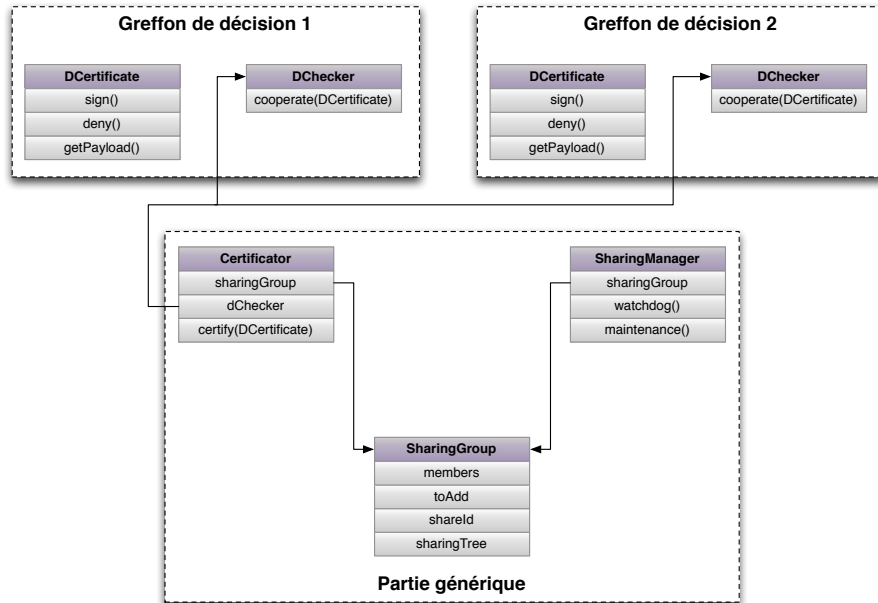 Greffon de décision 1
DCertificate
sign()
deny()
getPayload()
DChecker
cooperate(DCertificate)
Greffon de décision 2
DCertificate
sign()
deny()
getPayload()
DChecker
cooperate(DCertificate)
Certificator
sharingGroup
dChecker
certify(DCertificate)
SharingManager
sharingGroup
watchdog()
maintenance()
SharingGroup
members
toAdd
shareId
sharingTree
Partie générique